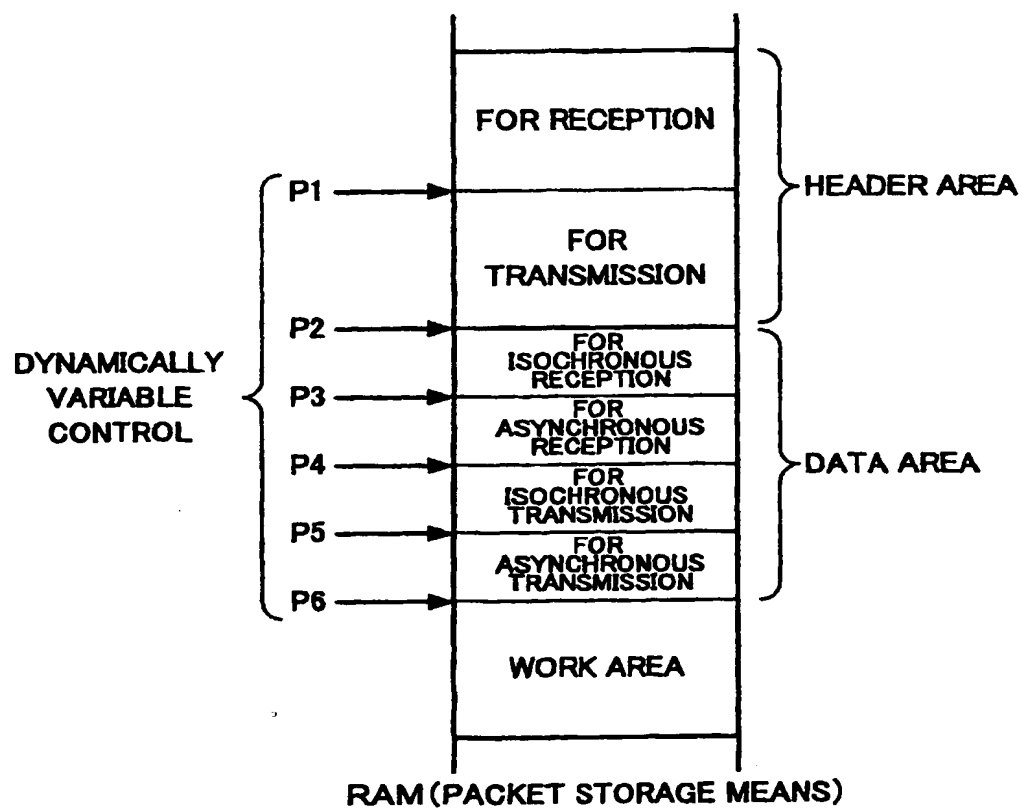 FOR RECEPTION
HEADER AREA
P1
FOR
TRANSMISSION
P2
FOR
ISOCHRONOUS
RECEPTION
DYNAMICALLY
VARIABLE
CONTROL
P3
FOR
ASYNCHRONOUS
RECEPTION
P4
DATA AREA
FOR
ISOCHRONOUS
TRANSMISSION
P5
FOR
ASYNCHRONOUS
TRANSMISSION
P6
WORK AREA
RAM (PACKET STORAGE MEANS)